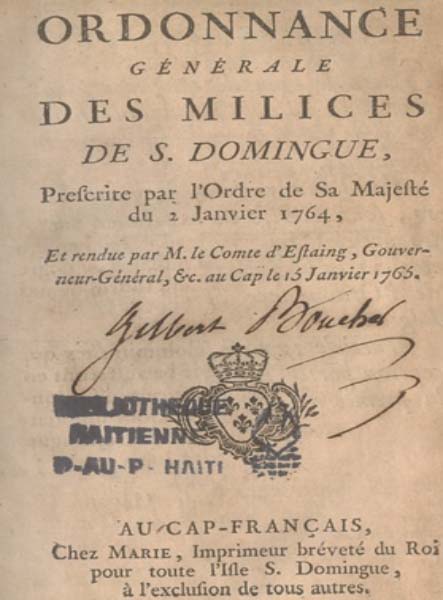 ORDONNANCE
GÉNÉRALE
DES MILICES
DE S. DOMINGUE,
Prescrite par l'Ordre de Sa Majesté
du 2 Janvier 1764,
Et rendue par M. le Comte d'Estaing, Gouver-
neur-Général, &c. au Cap le 15 Janvier 1765.
Gilbert Boucher
BIBLIOTHEQUE
HAITIENN
P-AU-P- HAITI
AU CAP-FRANÇAIS,
Chez MARIE, Imprimeur bréveté du Roi
pour toute l'Isle S. Domingue,
à l'exclusion de tous autres.